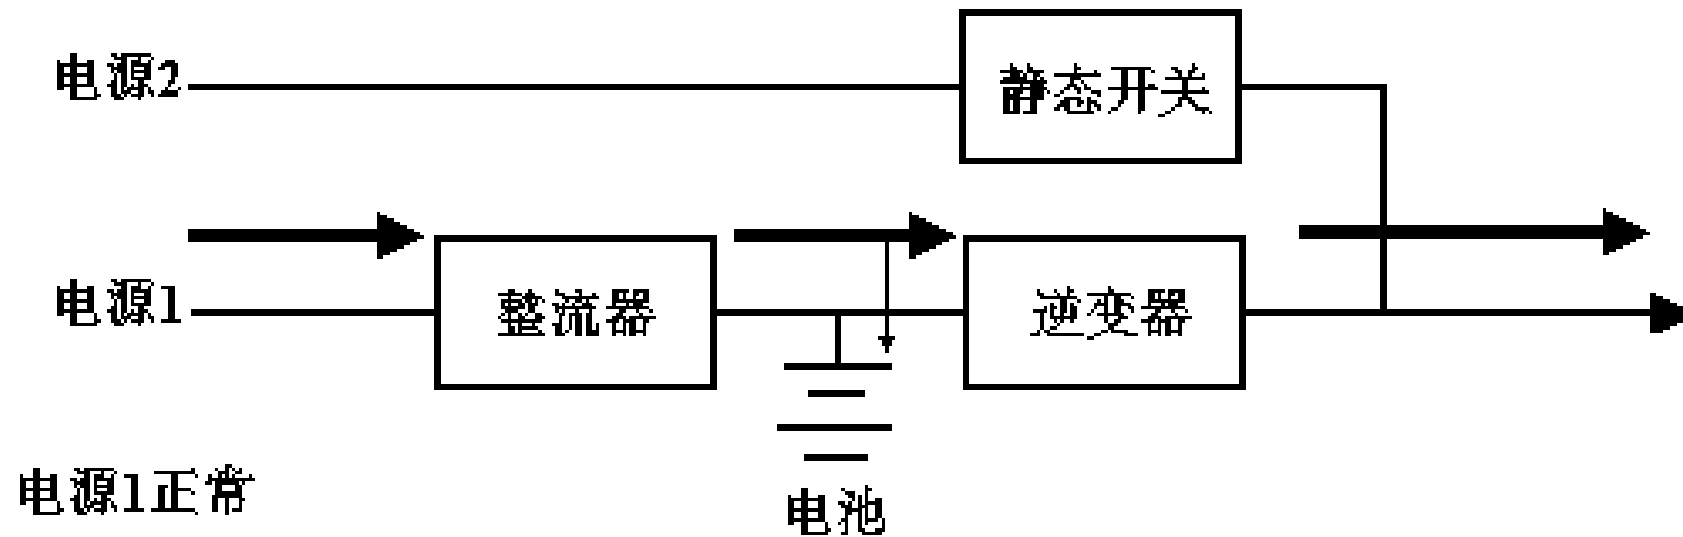 电源2
静态开关
电源1
整流器
逆变器
电源1正常
电池